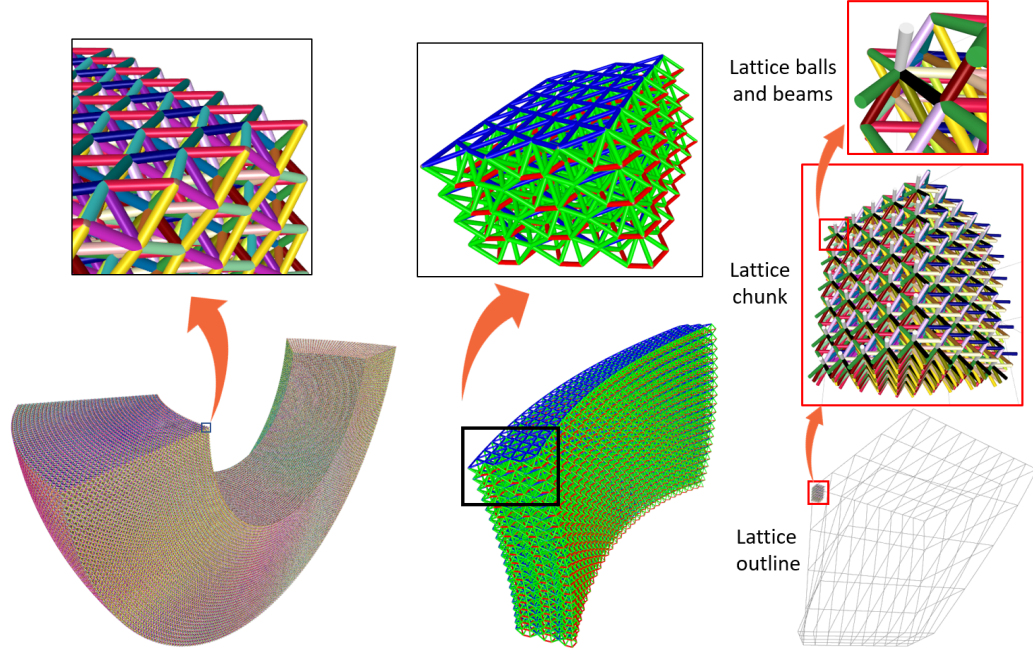 Lattice balls
and beams
Lattice
chunk
Lattice
outline